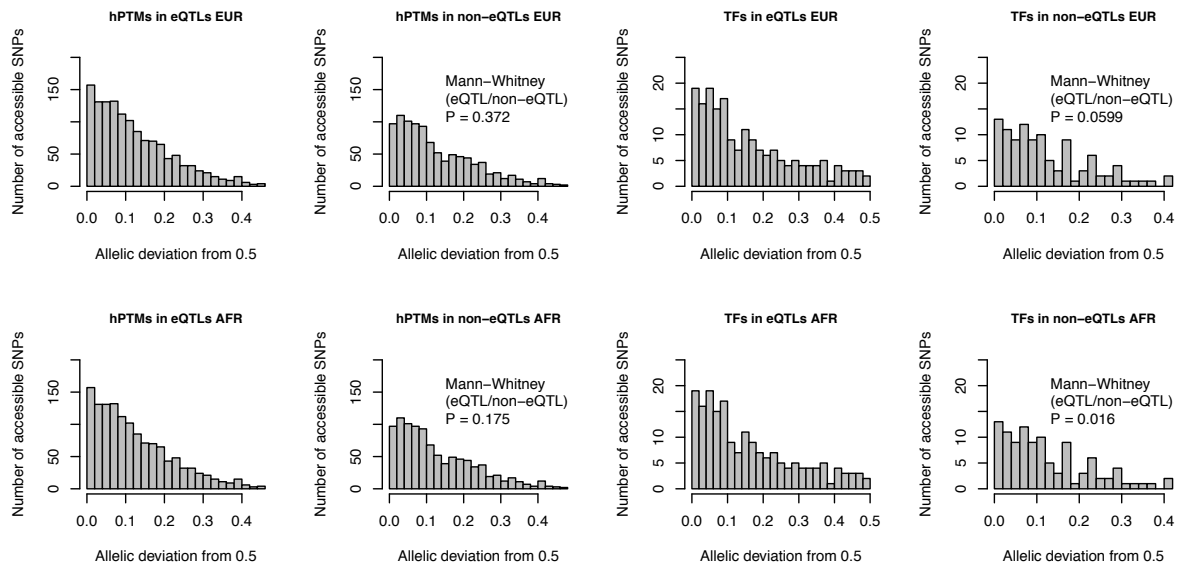 hPTMs in eQTLs EUR
Number of accessible SNPs
0 50 150
0.0 0.1 0.2 0.3 0.4
Allelic deviation from 0.5
hPTMs in non−eQTLs EUR
Number of accessible SNPs
0 50 150
Mann−Whitney
(eQTL/non−eQTL)
P = 0.372
0.0 0.1 0.2 0.3 0.4
Allelic deviation from 0.5
TFs in eQTLs EUR
Number of accessible SNPs
0 5 10 20 25
0.0 0.1 0.2 0.3 0.4 0.5
Allelic deviation from 0.5
TFs in non−eQTLs EUR
Number of accessible SNPs
0 5 10 20 25
Mann−Whitney
(eQTL/non−eQTL)
P = 0.0599
0.0 0.1 0.2 0.3 0.4
Allelic deviation from 0.5
hPTMs in eQTLs AFR
Number of accessible SNPs
0 50 150
0.0 0.1 0.2 0.3 0.4
Allelic deviation from 0.5
hPTMs in non−eQTLs AFR
Number of accessible SNPs
0 50 150
Mann−Whitney
(eQTL/non−eQTL)
P = 0.175
0.0 0.1 0.2 0.3 0.4
Allelic deviation from 0.5
TFs in eQTLs AFR
Number of accessible SNPs
0 5 10 20
0.0 0.1 0.2 0.3 0.4 0.5
Allelic deviation from 0.5
TFs in non−eQTLs AFR
Number of accessible SNPs
0 5 10 20
Mann−Whitney
(eQTL/non−eQTL)
P = 0.016
0.0 0.1 0.2 0.3 0.4
Allelic deviation from 0.5